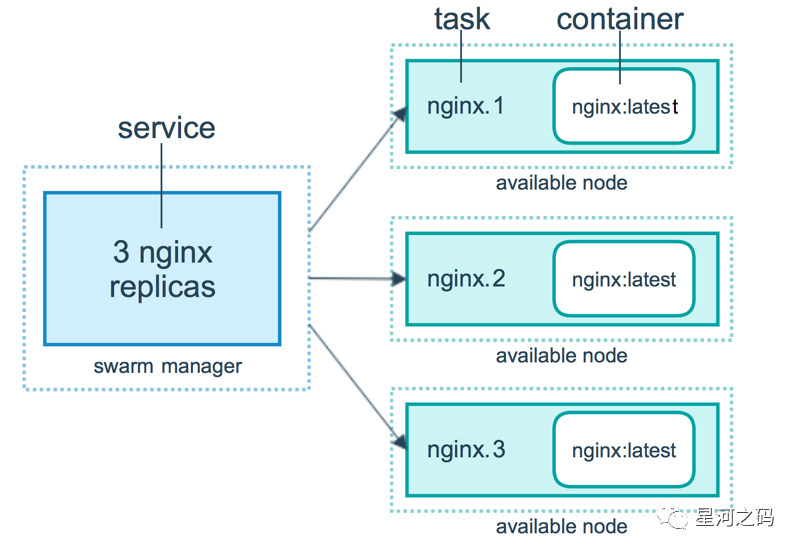 task
container
nginx.1
nginx:latest
available node
service
3 nginx
replicas
swarm manager
nginx.2
nginx:latest
available node
nginx.3
nginx:latest
available node
星河之码